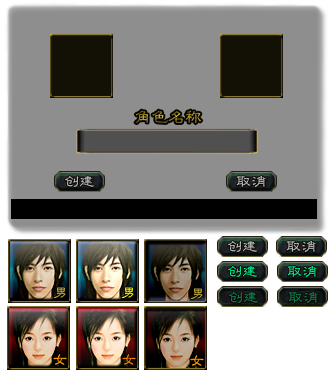 角色名称
创建 取消
男 男 男 创建 取消
创建 取消
女 女 女 创建 取消